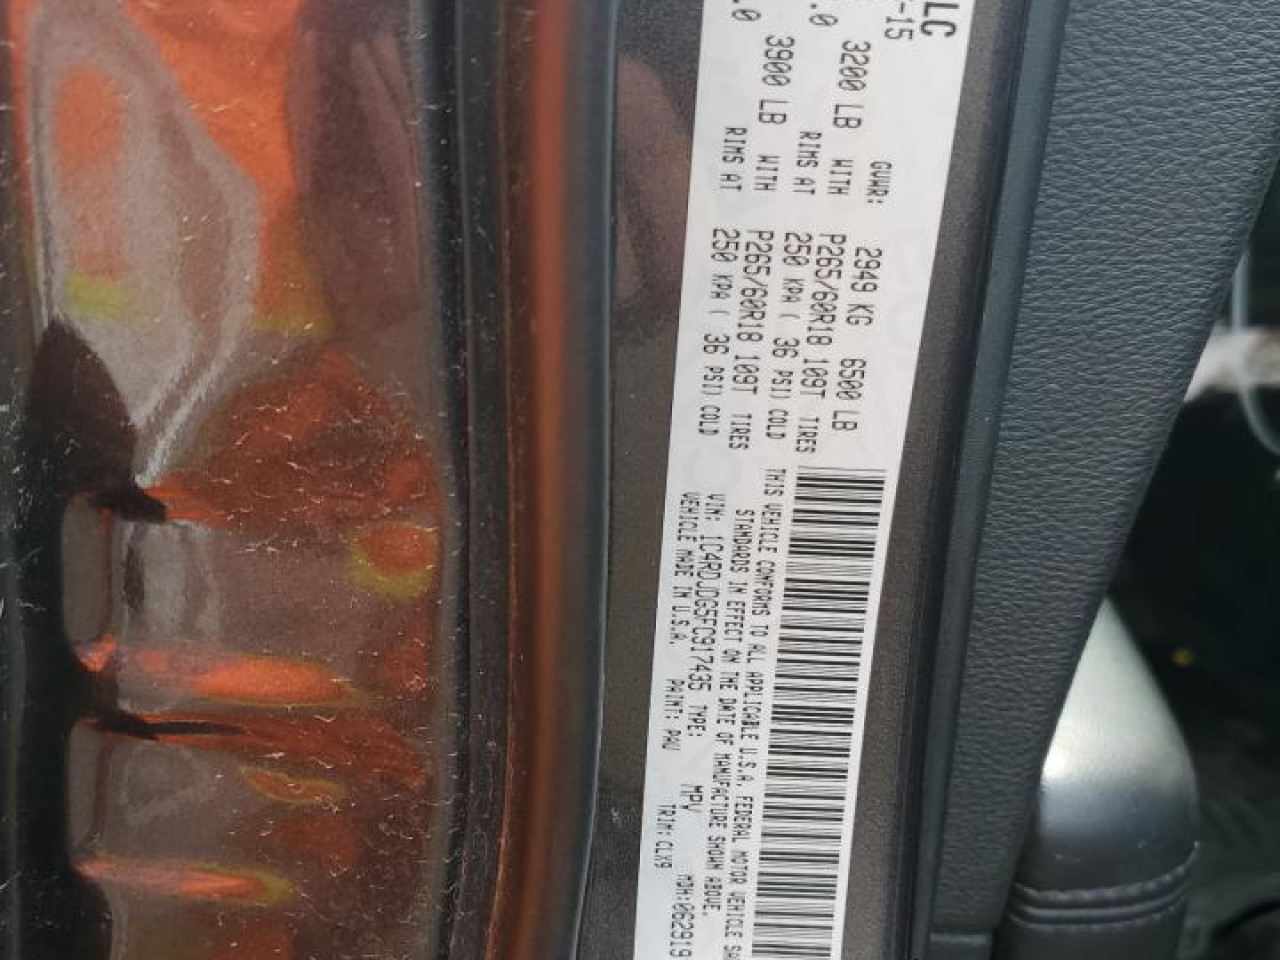 LC
-15
GVWR: 2949 KG 6500 LB
.0 3200 LB WITH P265/60R18 109T TIRES
RIMS AT 250 KPA ( 36 PSI) COLD
3900 LB WITH P265/60R18 109T TIRES
.0 RIMS AT 250 KPA ( 36 PSI) COLD
THIS VEHICLE CONFORMS TO ALL APPLICABLE U.S.A. FEDERAL MOTOR VEHICLE SA
STANDARDS IN EFFECT ON THE DATE OF MANUFACTURE SHOWN ABOVE.
VIN: 1C4RDJDG5FC917435 TYPE: MPV MDH:062919
VEHICLE MADE IN U.S.A. PAINT: PAU TRIM: CLX9